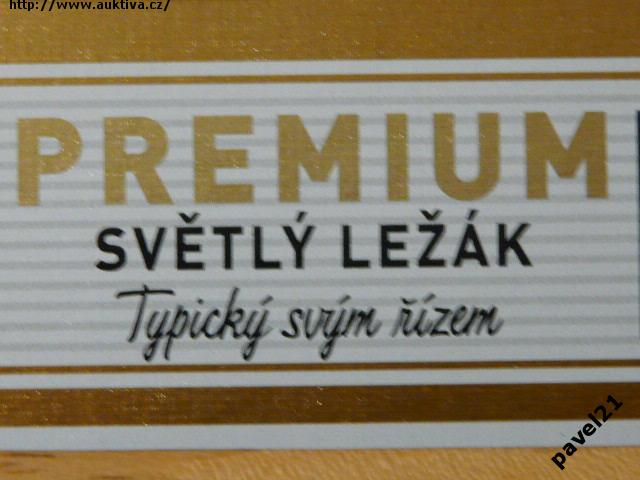 http://www.auktiva.cz/
PREMIUM
SVĚTLÝ LEŽÁK
Typický svým řízem
pavel21